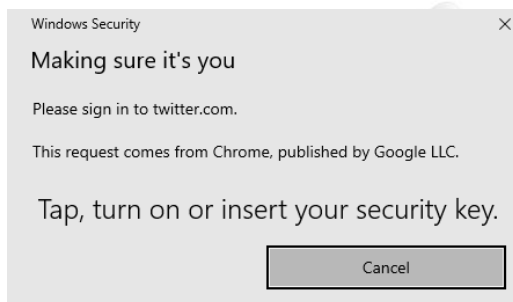 Windows Security
Making sure it's you
Please sign in to twitter.com.
This request comes from Chrome, published by Google LLC.
Tap, turn on or insert your security key.
Cancel